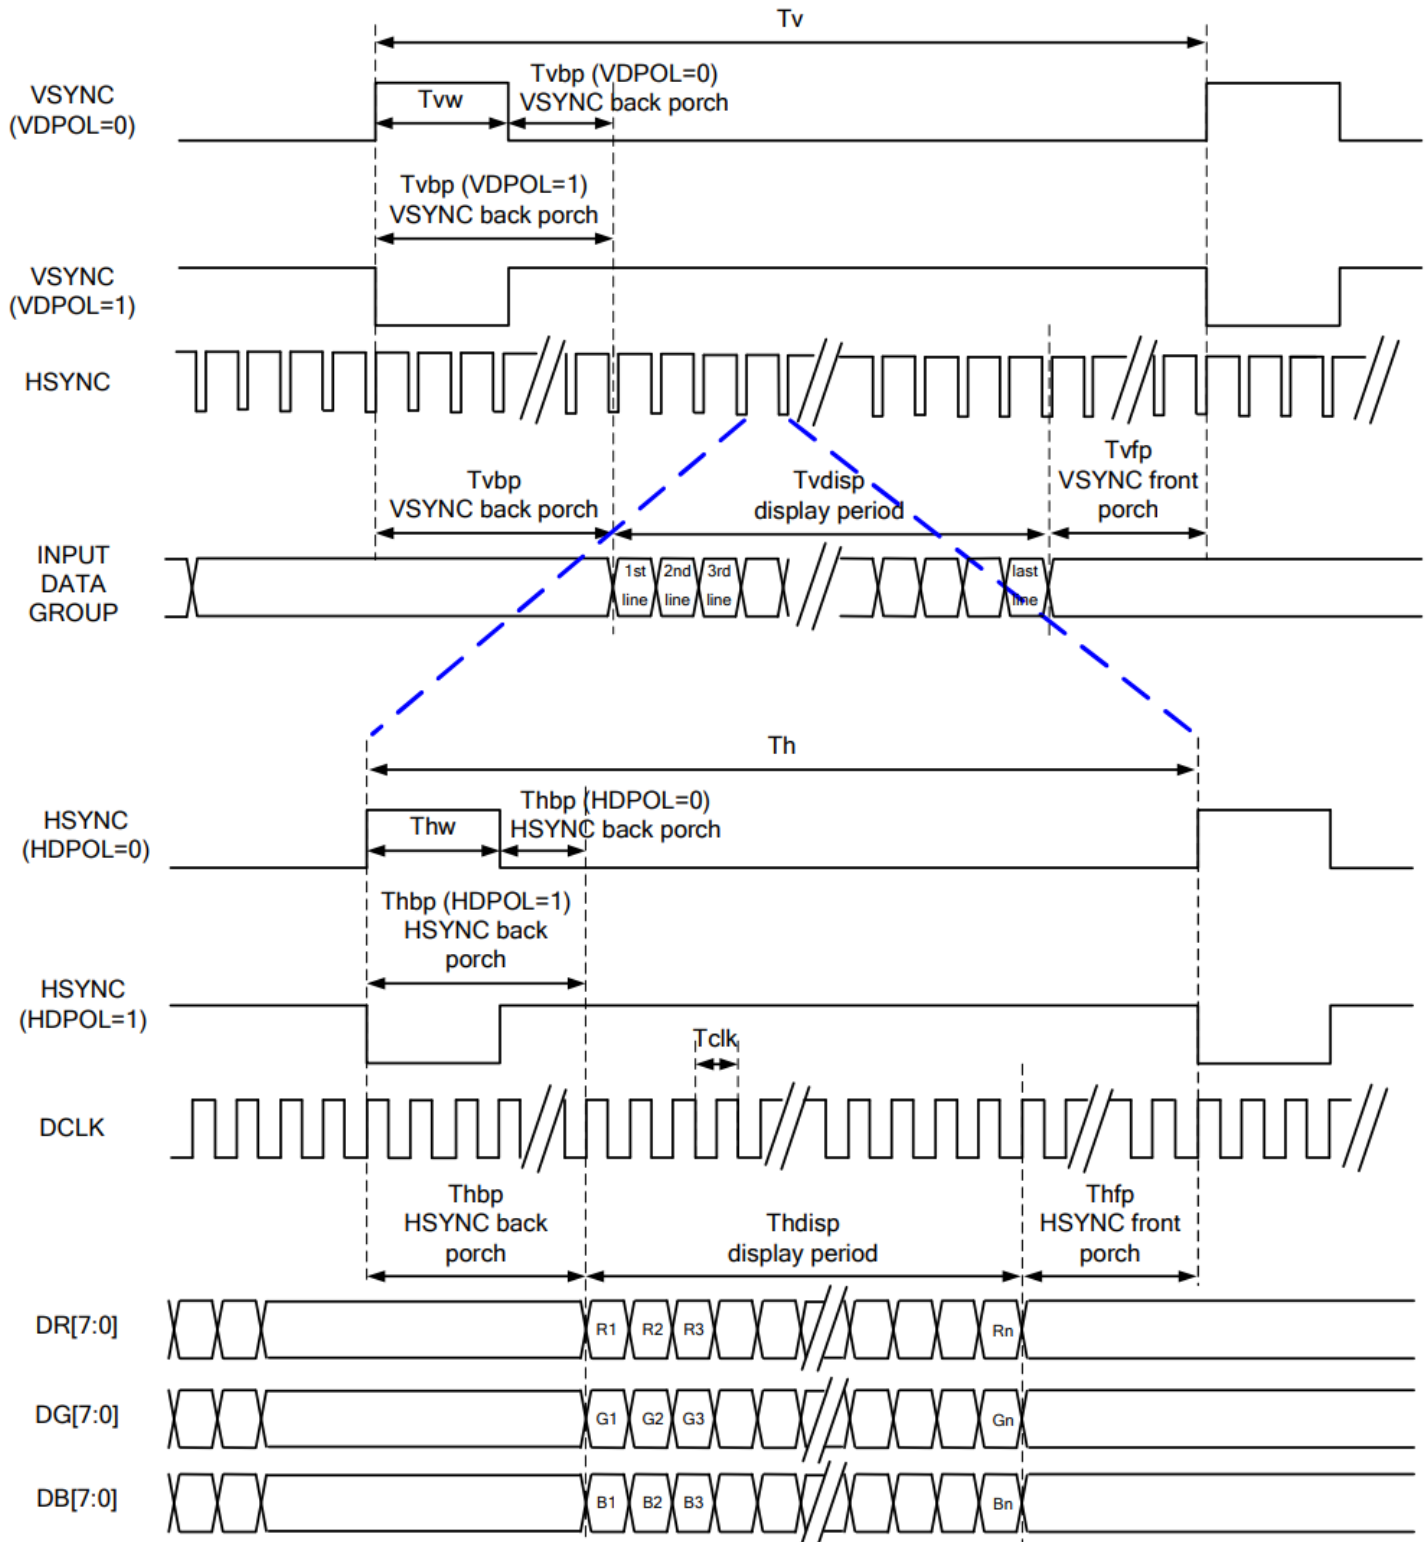 Tv
VSYNC
(VDPOL=0)
Tvw
Tvbp (VDPOL=0)
VSYNC back porch
Tvbp (VDPOL=1)
VSYNC back porch
VSYNC
(VDPOL=1)
HSYNC
Tvbp
VSYNC back porch
Tvdisp
display period
Tvfp
VSYNC front
porch
INPUT
DATA
GROUP
1st
line
2nd
line
3rd
line
last
line
Th
HSYNC
(HDPOL=0)
Thw
Thbp (HDPOL=0)
HSYNC back porch
Thbp (HDPOL=1)
HSYNC back
porch
HSYNC
(HDPOL=1)
Tclk
DCLK
Thbp
HSYNC back
porch
Thdisp
display period
Thfp
HSYNC front
porch
DR[7:0]
R1 R2 R3 Rn
DG[7:0]
G1 G2 G3 Gn
DB[7:0]
B1 B2 B3 Bn